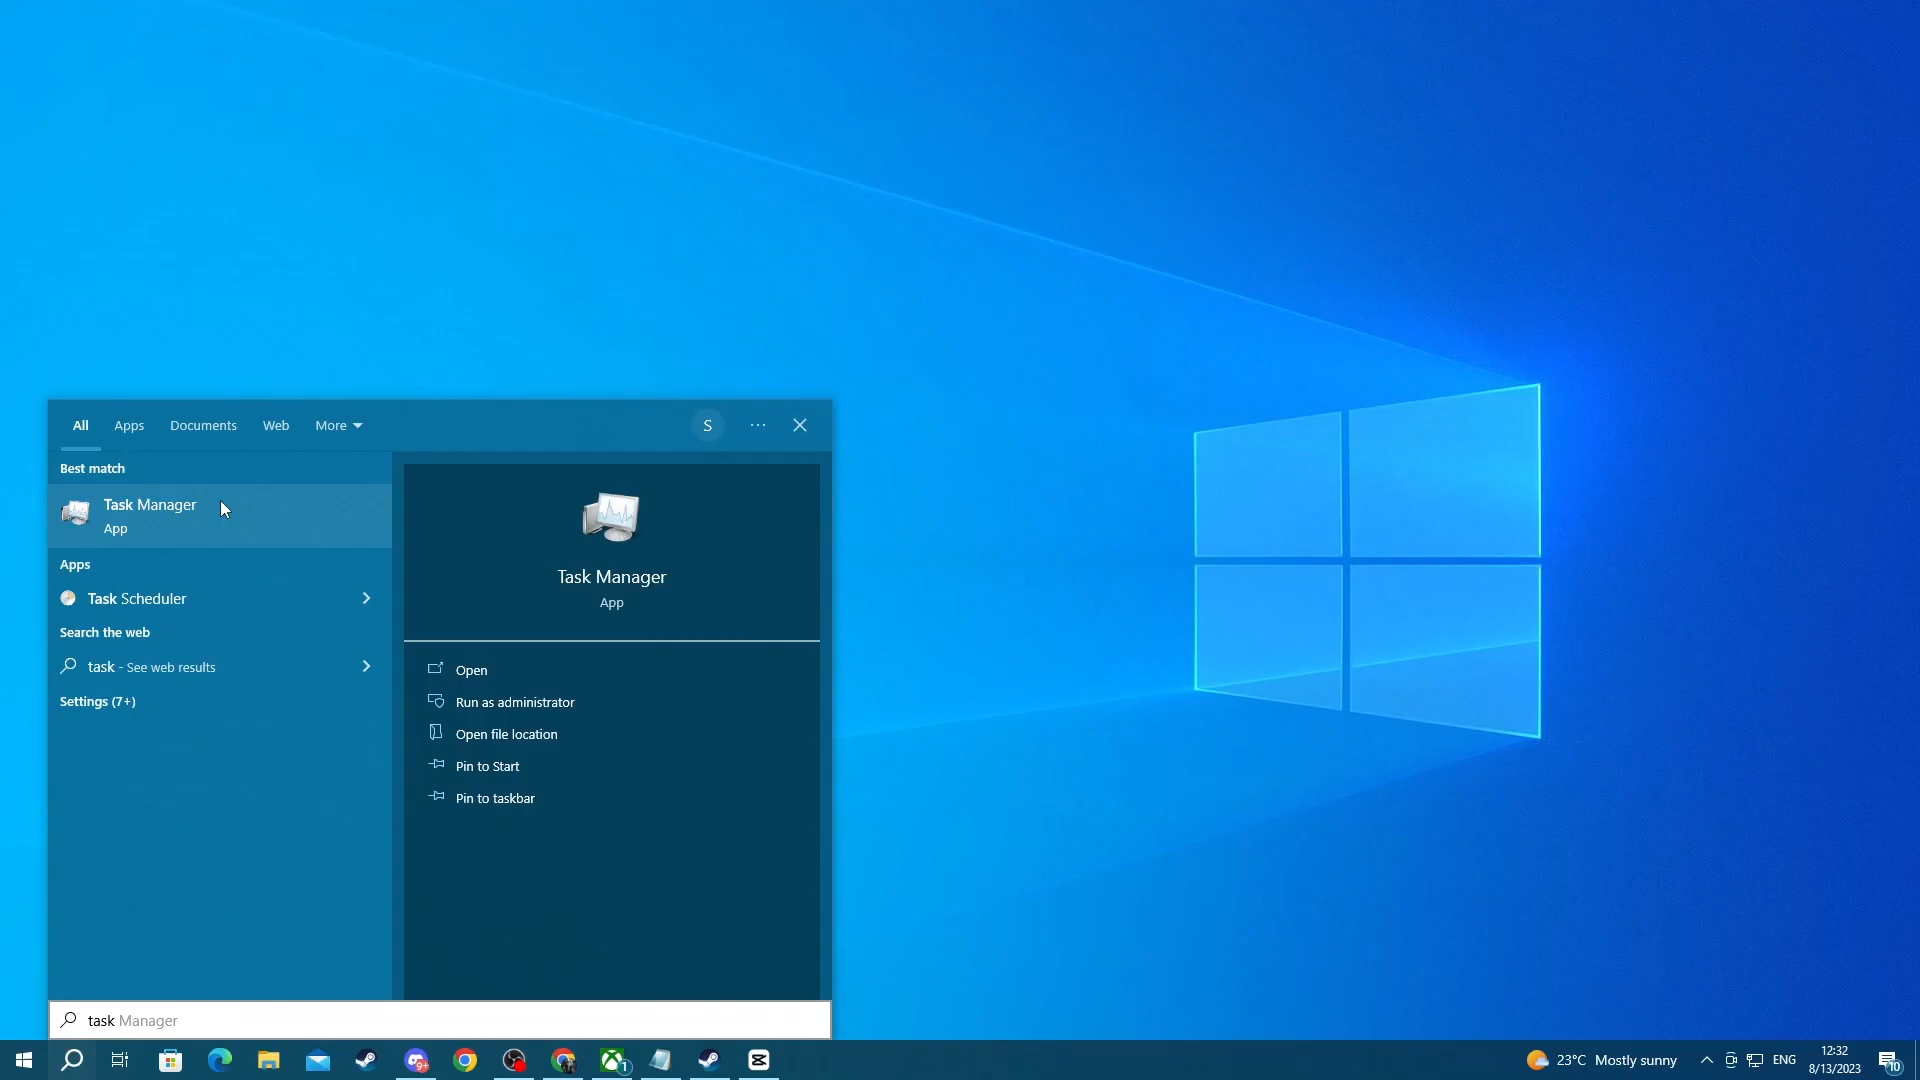 All Apps Documents Web More S
Best match
Task Manager
App
Apps
Task Scheduler
Search the web
task - See web results
Settings (7+)
Task Manager
App
Open
Run as administrator
Open file location
Pin to Start
Pin to taskbar
task Manager
9+
1
23°C Mostly sunny
ENG
12:32
8/13/2023
10